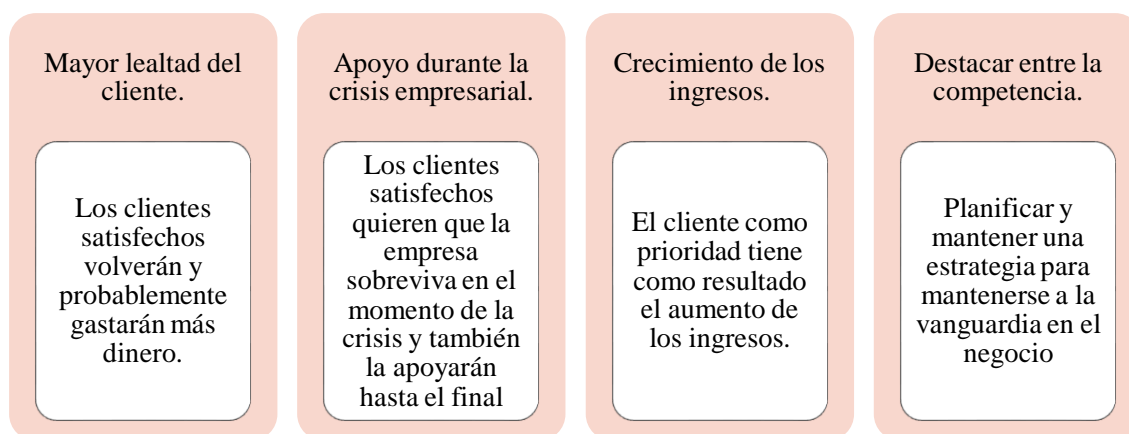 Mayor lealtad del
cliente.
Los clientes
satisfechos
volverán y
probablemente
gastarán más
dinero.
Apoyo durante la
crisis empresarial.
Los clientes
satisfechos
quieren que la
empresa
sobreviva en el
momento de la
crisis y también
la apoyarán
hasta el final
Crecimiento de los
ingresos.
El cliente como
prioridad tiene
como resultado
el aumento de
los ingresos.
Destacar entre la
competencia.
Planificar y
mantener una
estrategia para
mantenerse a la
vanguardia en el
negocio